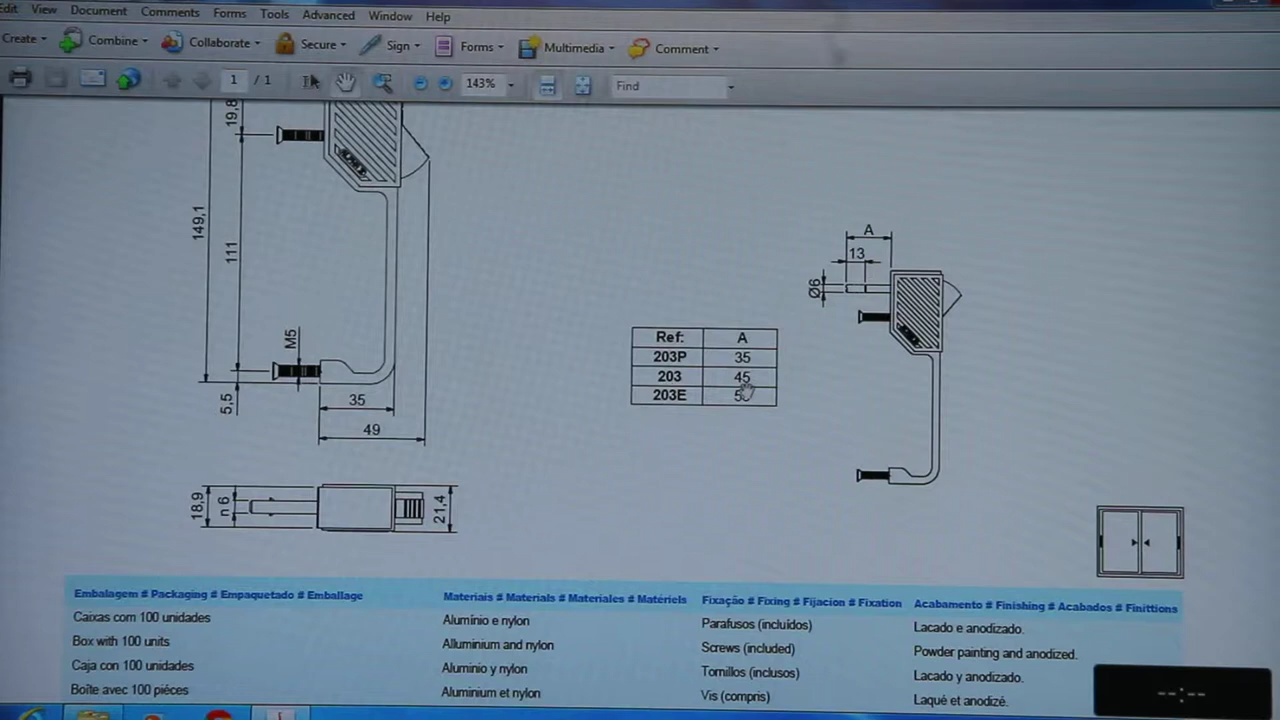 Edit View Document Comments Forms Tools Advanced Window Help
Create Combine Collaborate Secure Sign Forms Multimedia Comment
1 / 1 143% Find
19,8
149,1
111
M5
5,5
35
49
A
13
Ø6
Ref: A
203P 35
203 45
203E
18,9
n 6
21,4
Embalagem # Packaging # Empaquetado # Emballage
Caixas com 100 unidades
Box with 100 units
Caja con 100 unidades
Boîte avec 100 piéces
Materiais # Materials # Materiales # Matériels
Alumínio e nylon
Alluminium and nylon
Aluminio y nylon
Aluminium et nylon
Fixação # Fixing # Fijacion # Fixation
Parafusos (incluídos)
Screws (included)
Tornillos (inclusos)
Vis (compris)
Acabamento # Finishing # Acabados # Finittions
Lacado e anodizado.
Powder painting and anodized.
Lacado y anodizado.
Laqué et anodizé.
--:--